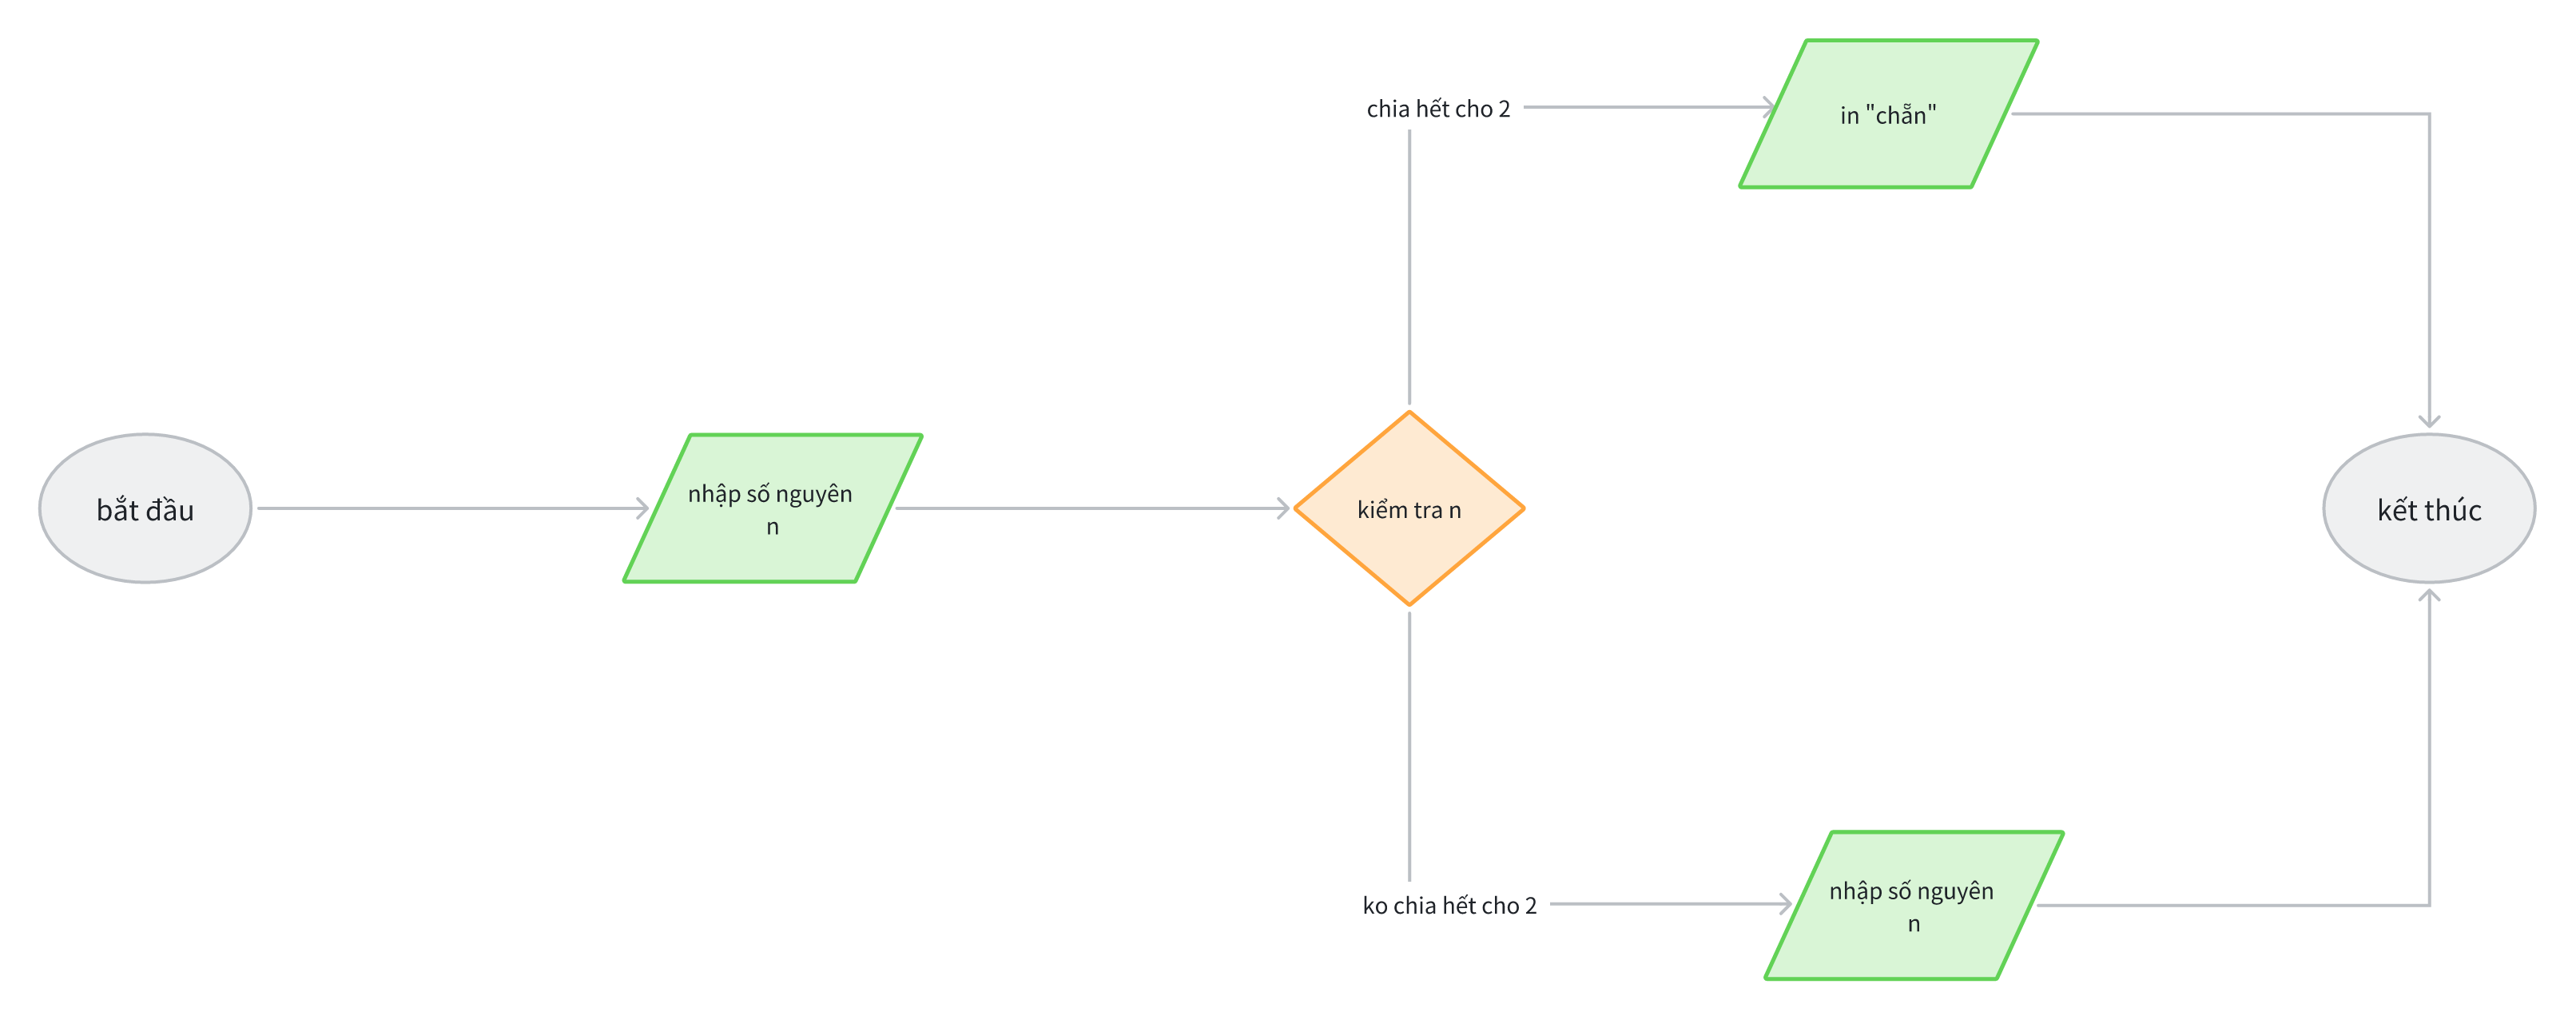 chia hết cho 2
in "chẵn"
bắt đầu
nhập số nguyên
n
kiểm tra n
kết thúc
ko chia hết cho 2
nhập số nguyên
n